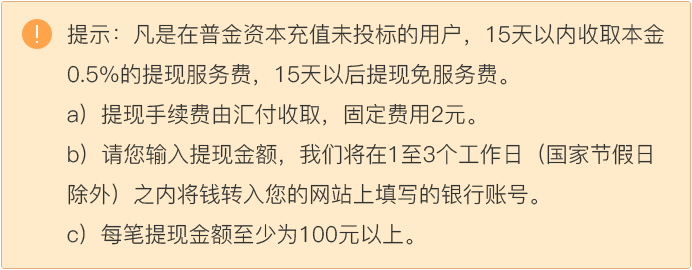 提示：凡是在普金资本充值未投标的用户，15天以内收取本金
0.5%的提现服务费，15天以后提现免服务费。
a）提现手续费由汇付收取，固定费用2元。
b）请您输入提现金额，我们将在1至3个工作日（国家节假日
除外）之内将钱转入您的网站上填写的银行账号。
c）每笔提现金额至少为100元以上。